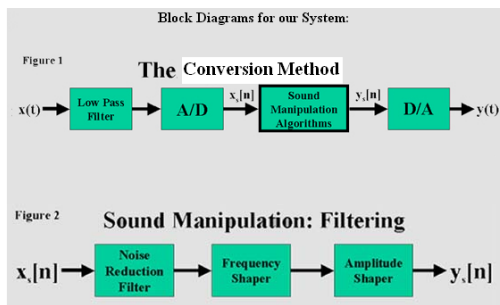 Block Diagrams for our System:
Figure 1
The Conversion Method
x(t) Low Pass Filter A/D xₛ[n] Sound Manipulation Algorithms yₛ[n] D/A y(t)
Figure 2
Sound Manipulation: Filtering
xₛ[n] Noise Reduction Filter Frequency Shaper Amplitude Shaper yₛ[n]